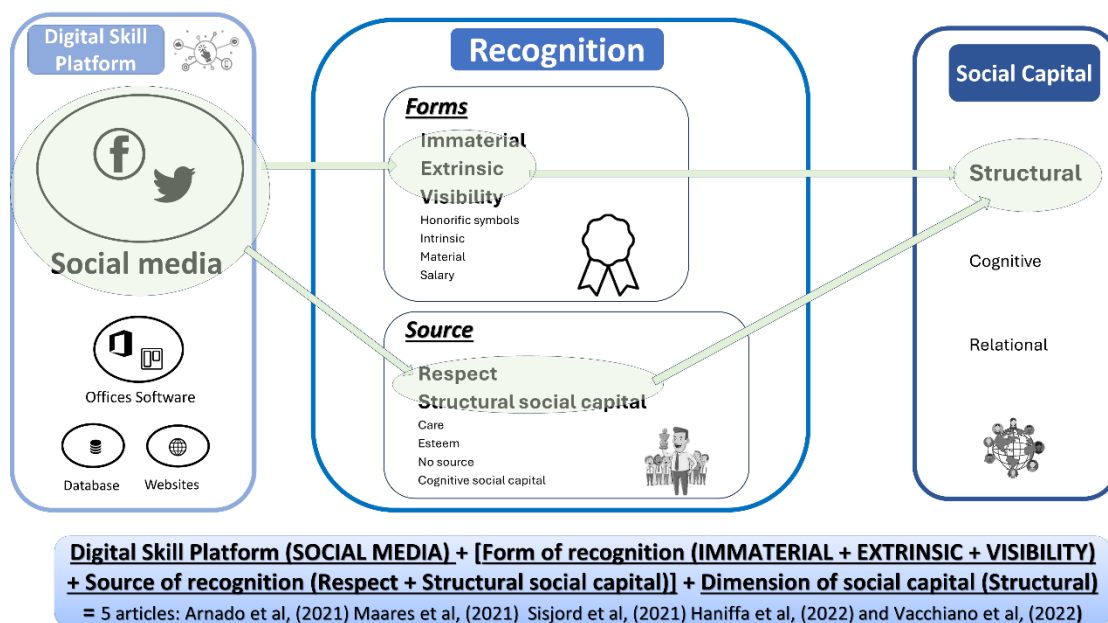 Digital Skill
Platform
Social media
Offices Software
Database
Websites
Recognition
Forms
Immaterial
Extrinsic
Visibility
Honorific symbols
Intrinsic
Material
Salary
Source
Respect
Structural social capital
Care
Esteem
No source
Cognitive social capital
Social Capital
Structural
Cognitive
Relational
Digital Skill Platform (SOCIAL MEDIA) + [Form of recognition (IMMATERIAL + EXTRINSIC + VISIBILITY)
+ Source of recognition (Respect + Structural social capital)] + Dimension of social capital (Structural)
= 5 articles: Arnado et al, (2021) Maares et al, (2021) Sisjord et al, (2021) Haniffa et al, (2022) and Vacchiano et al, (2022)